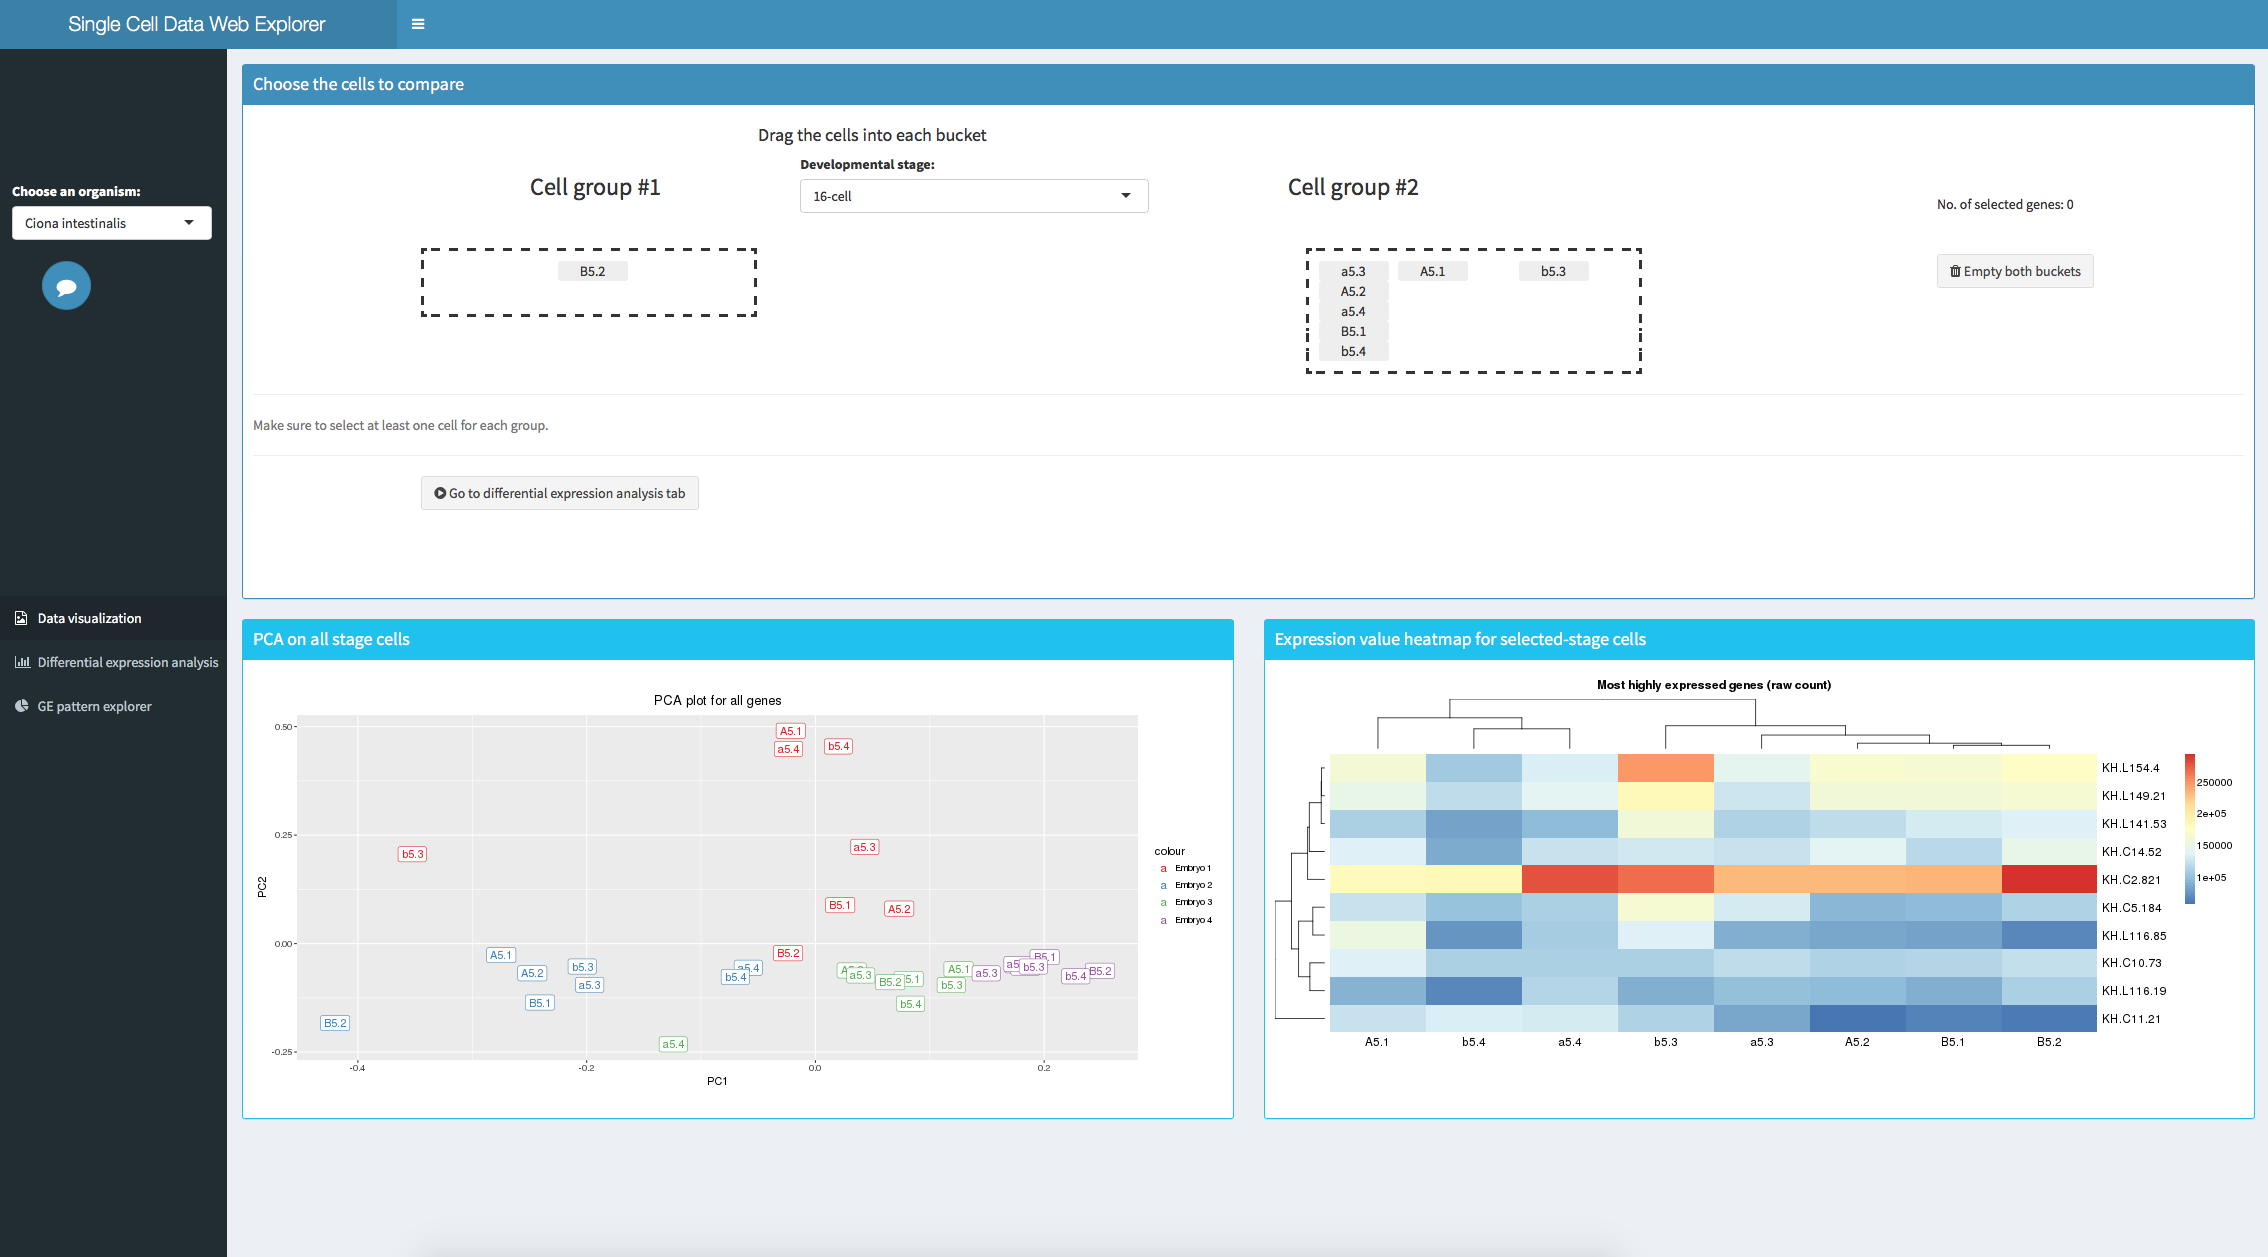 Single Cell Data Web Explorer
Choose an organism:
Ciona intestinalis
Data visualization
Differential expression analysis
GE pattern explorer
Choose the cells to compare
Drag the cells into each bucket
Developmental stage:
16-cell
Cell group #1
Cell group #2
No. of selected genes: 0
B5.2
a5.3 A5.1 b5.3
A5.2
a5.4
B5.1
b5.4
Empty both buckets
Make sure to select at least one cell for each group.
Go to differential expression analysis tab
PCA on all stage cells
PCA plot for all genes
PC2
0.50
0.25
0.00
-0.25
A5.1
a5.4 b5.4
b5.3 a5.3
B5.1 A5.2
B5.2
A5.1
A5.2 b5.3
a5.3
B5.1
B5.2
a5.4
b5.4
a5.3
B5.2 5.1
b5.4
a5.4
A5.1
b5.3
a5.3
a5
B5.1
b5.3
b5.4 B5.2
-0.4 -0.2 0.0 0.2
PC1
colour
a Embryo 1
a Embryo 2
a Embryo 3
a Embryo 4
Expression value heatmap for selected-stage cells
Most highly expressed genes (raw count)
KH.L154.4
KH.L149.21
KH.L141.53
KH.C14.52
KH.C2.821
KH.C5.184
KH.L116.85
KH.C10.73
KH.L116.19
KH.C11.21
A5.1 b5.4 a5.4 b5.3 a5.3 A5.2 B5.1 B5.2
250000
2e+05
150000
1e+05